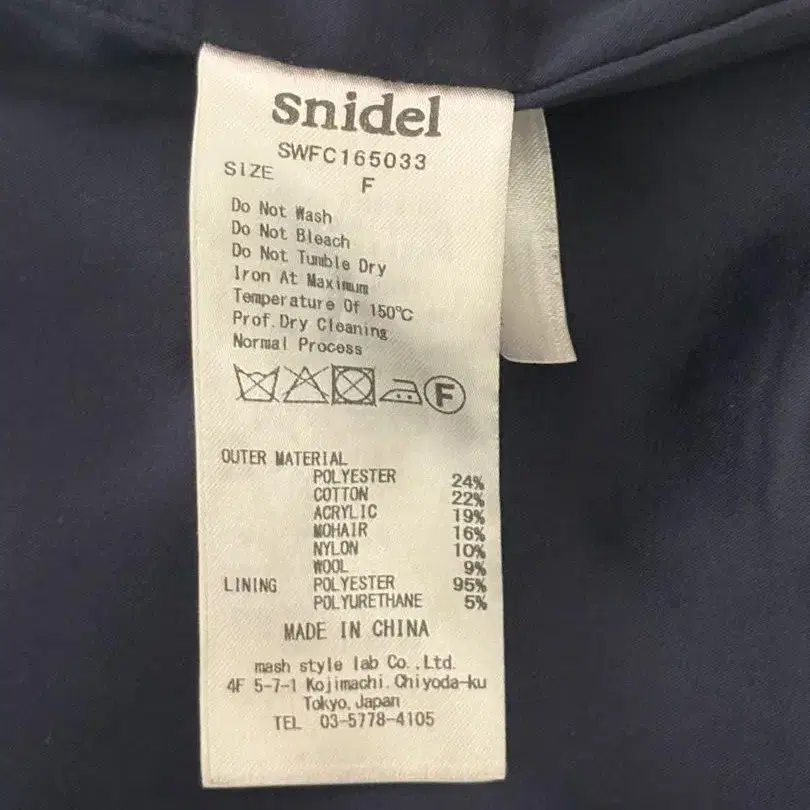 snidel
SWFC165033
SIZE F
Do Not Wash
Do Not Bleach
Do Not Tumble Dry
Iron At Maximum
Temperature Of 150℃
Prof.Dry Cleaning
Normal Process
F
OUTER MATERIAL
POLYESTER 24%
COTTON 22%
ACRYLIC 19%
MOHAIR 16%
NYLON 10%
WOOL 9%
LINING POLYESTER 95%
POLYURETHANE 5%
MADE IN CHINA
mash style lab Co.,Ltd.
4F 5-7-1 Kojimachi.Chiyoda-ku
Tokyo.Japan
TEL 03-5778-4105